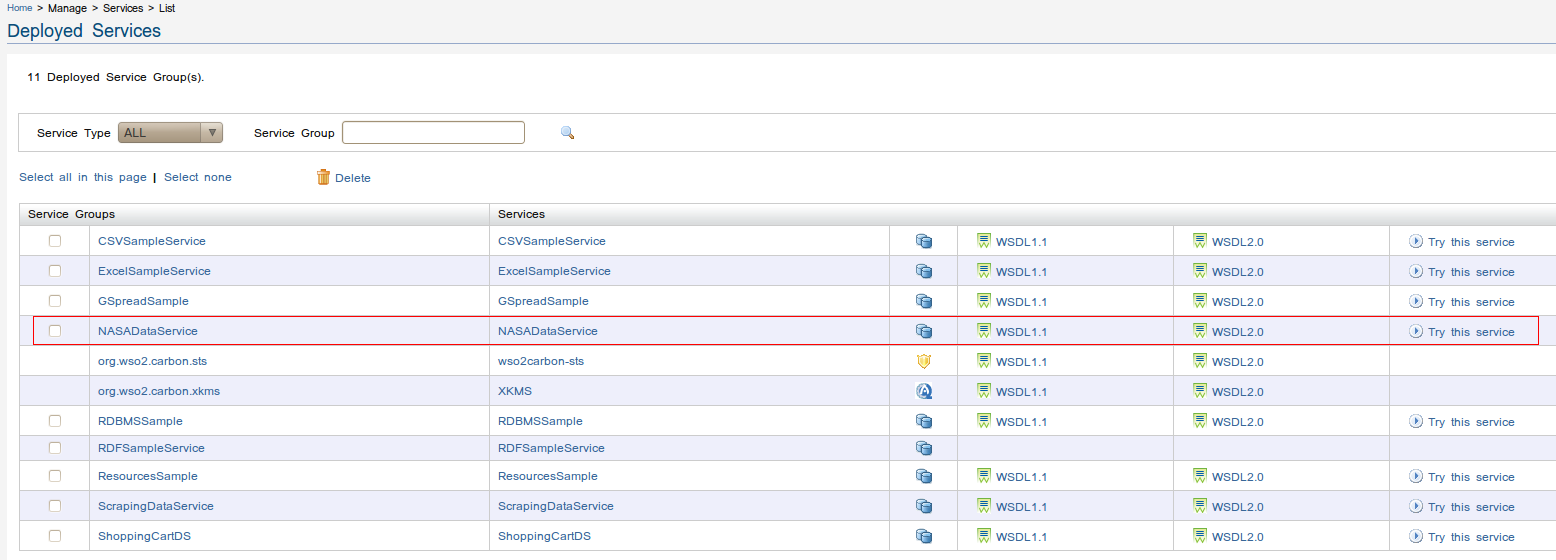 Home > Manage > Services > List
Deployed Services
11 Deployed Service Group(s).
Service Type ALL Service Group
Select all in this page | Select none Delete
Service Groups Services
CSVSampleService CSVSampleService WSDL1.1 WSDL2.0 Try this service
ExcelSampleService ExcelSampleService WSDL1.1 WSDL2.0 Try this service
GSpreadSample GSpreadSample WSDL1.1 WSDL2.0 Try this service
NASADataService NASADataService WSDL1.1 WSDL2.0 Try this service
org.wso2.carbon.sts wso2carbon-sts WSDL1.1 WSDL2.0
org.wso2.carbon.xkms XKMS WSDL1.1 WSDL2.0
RDBMSSample RDBMSSample WSDL1.1 WSDL2.0 Try this service
RDFSampleService RDFSampleService
ResourcesSample ResourcesSample WSDL1.1 WSDL2.0 Try this service
ScrapingDataService ScrapingDataService WSDL1.1 WSDL2.0 Try this service
ShoppingCartDS ShoppingCartDS WSDL1.1 WSDL2.0 Try this service